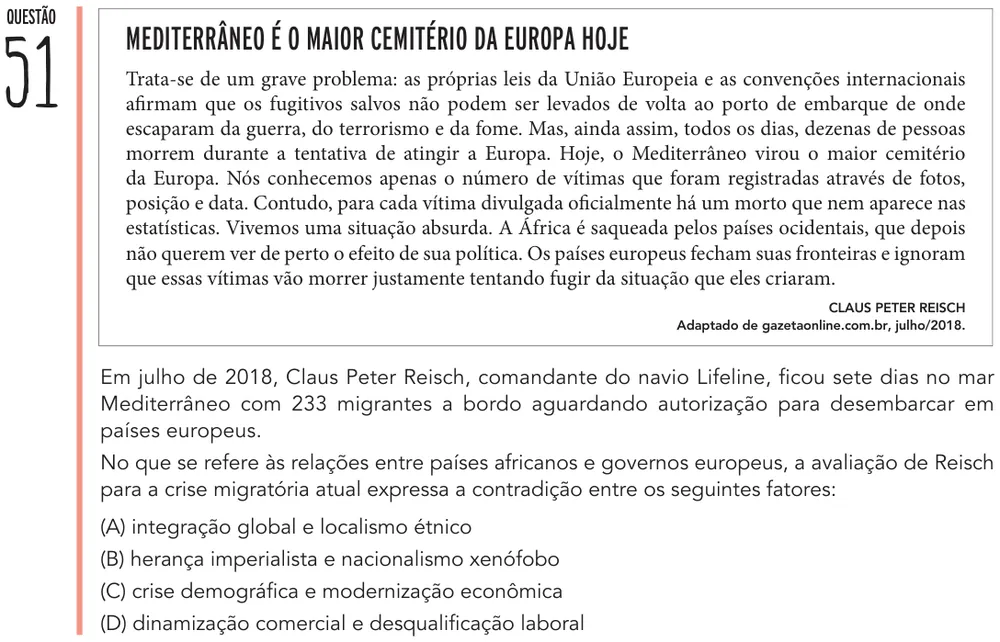 QUESTÃO
51
MEDITERRÂNEO É O MAIOR CEMITÉRIO DA EUROPA HOJE
Trata-se de um grave problema: as próprias leis da União Europeia e as convenções internacionais
afirmam que os fugitivos salvos não podem ser levados de volta ao porto de embarque de onde
escaparam da guerra, do terrorismo e da fome. Mas, ainda assim, todos os dias, dezenas de pessoas
morrem durante a tentativa de atingir a Europa. Hoje, o Mediterrâneo virou o maior cemitério
da Europa. Nós conhecemos apenas o número de vítimas que foram registradas através de fotos,
posição e data. Contudo, para cada vítima divulgada oficialmente há um morto que nem aparece nas
estatísticas. Vivemos uma situação absurda. A África é saqueada pelos países ocidentais, que depois
não querem ver de perto o efeito de sua política. Os países europeus fecham suas fronteiras e ignoram
que essas vítimas vão morrer justamente tentando fugir da situação que eles criaram.
CLAUS PETER REISCH
Adaptado de gazetaonline.com.br, julho/2018.
Em julho de 2018, Claus Peter Reisch, comandante do navio Lifeline, ficou sete dias no mar
Mediterrâneo com 233 migrantes a bordo aguardando autorização para desembarcar em
países europeus.
No que se refere às relações entre países africanos e governos europeus, a avaliação de Reisch
para a crise migratória atual expressa a contradição entre os seguintes fatores:
(A) integração global e localismo étnico
(B) herança imperialista e nacionalismo xenófobo
(C) crise demográfica e modernização econômica
(D) dinamização comercial e desqualificação laboral